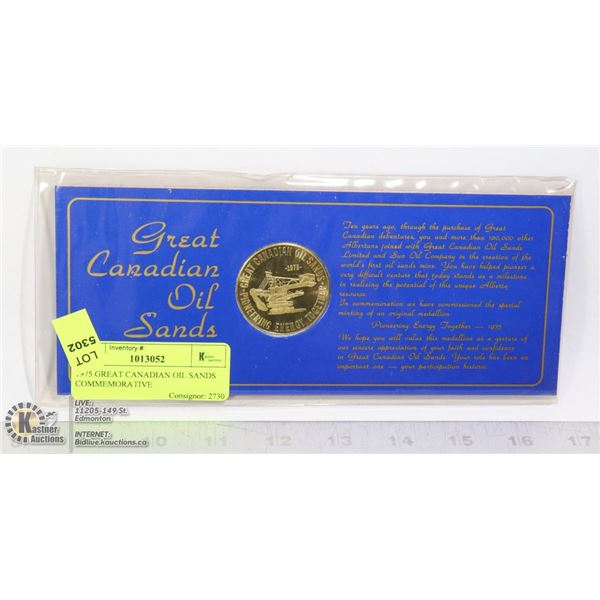 Great
Canadian
Oil
Sands
GREAT CANADIAN OIL SANDS
-1975-
PIONEERING ENERGY TOGETHER
Ten years ago, through the purchase of Great
Canadian debentures, you and more than 100,000 other
Albertans joined with Great Canadian Oil Sands
Limited and Sun Oil Company in the creation of the
world's first oil sands mine. You have helped pioneer a
very difficult venture that today stands as a milestone
in realizing the potential of this unique Alberta
resource.
In commemoration we have commissioned the special
minting of an original medallion.
Pioneering Energy Together — 1975
We hope you will value this medallion as a gesture of
our sincere appreciation of your faith and confidence
in Great Canadian Oil Sands. Your role has been an
important one — your participation historic.
LOT
5302
Inventory #
1013052
1975 GREAT CANADIAN OIL SANDS
COMMEMORATIVE
Consignor: 2730
K
Kastner
Auctions
LIVE:
11205-149 St.
Edmonton
INTERNET:
Bidlive.kauctions.ca
6 7 8 9 10 11 12 13 14 15 16 17